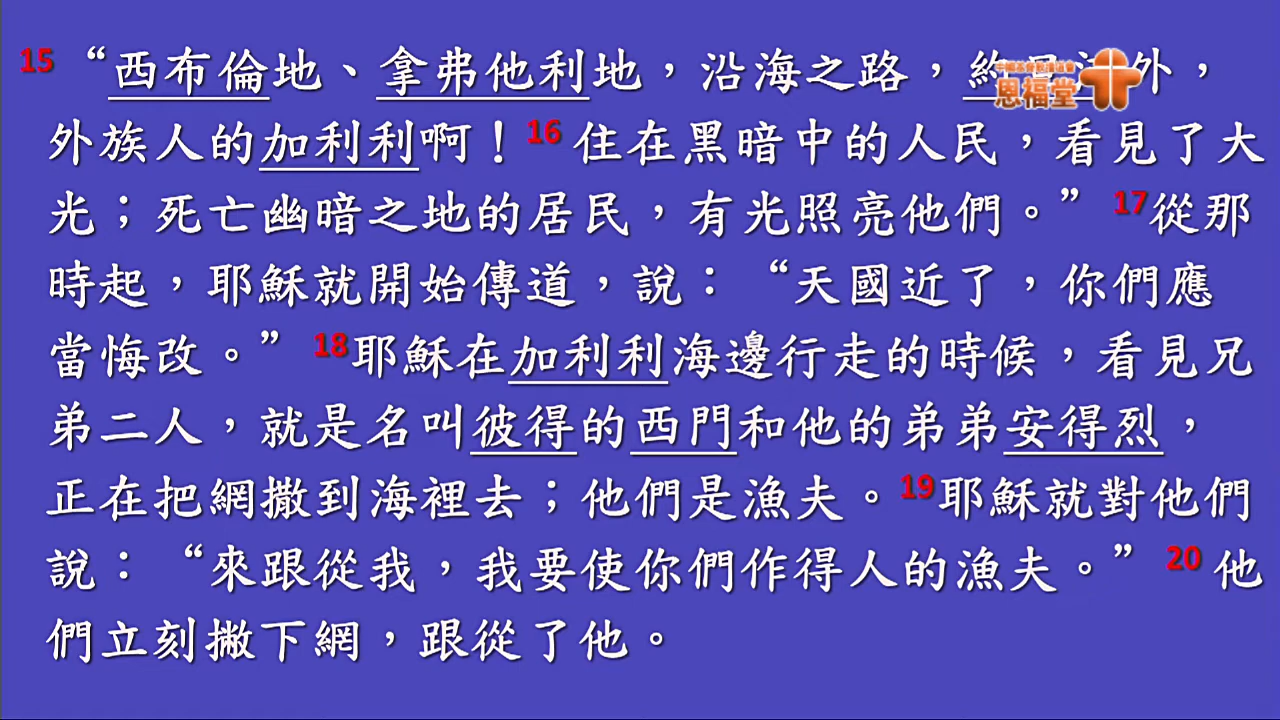 15 “西布倫地、拿弗他利地，沿海之路，約 外，
中國基督教播道會
恩福堂
外族人的加利利啊！16 住在黑暗中的人民，看見了大
光；死亡幽暗之地的居民，有光照亮他們。”17從那
時起，耶穌就開始傳道，說：“天國近了，你們應
當悔改。”18耶穌在加利利海邊行走的時候，看見兄
弟二人，就是名叫彼得的西門和他的弟弟安得烈，
正在把網撒到海裡去；他們是漁夫。19耶穌就對他們
說：“來跟從我，我要使你們作得人的漁夫。”20 他
們立刻撇下網，跟從了他。